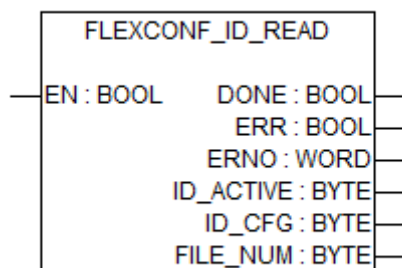 FLEXCONF_ID_READ
EN : BOOL DONE : BOOL
ERR : BOOL
ERNO : WORD
ID_ACTIVE : BYTE
ID_CFG : BYTE
FILE_NUM : BYTE